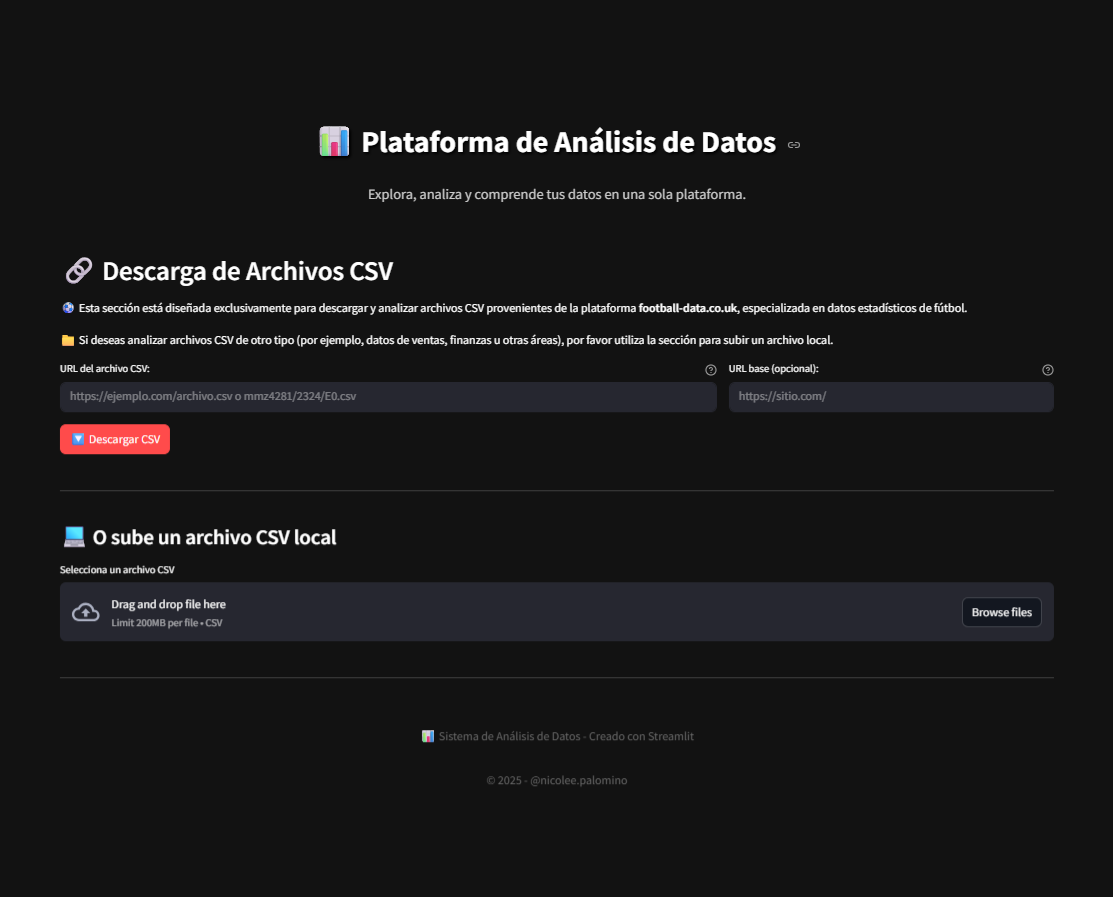 Plataforma de Análisis de Datos
Explora, analiza y comprende tus datos en una sola plataforma.
Descarga de Archivos CSV
Esta sección está diseñada exclusivamente para descargar y analizar archivos CSV provenientes de la plataforma football-data.co.uk, especializada en datos estadísticos de fútbol.
Si deseas analizar archivos CSV de otro tipo (por ejemplo, datos de ventas, finanzas u otras áreas), por favor utiliza la sección para subir un archivo local.
URL del archivo CSV:
URL base (opcional):
https://ejemplo.com/archivo.csv o mmz4281/2324/E0.csv
https://sitio.com/
Descargar CSV
O sube un archivo CSV local
Selecciona un archivo CSV
Drag and drop file here
Limit 200MB per file • CSV
Browse files
Sistema de Análisis de Datos - Creado con Streamlit
© 2025 - @nicolee.palomino